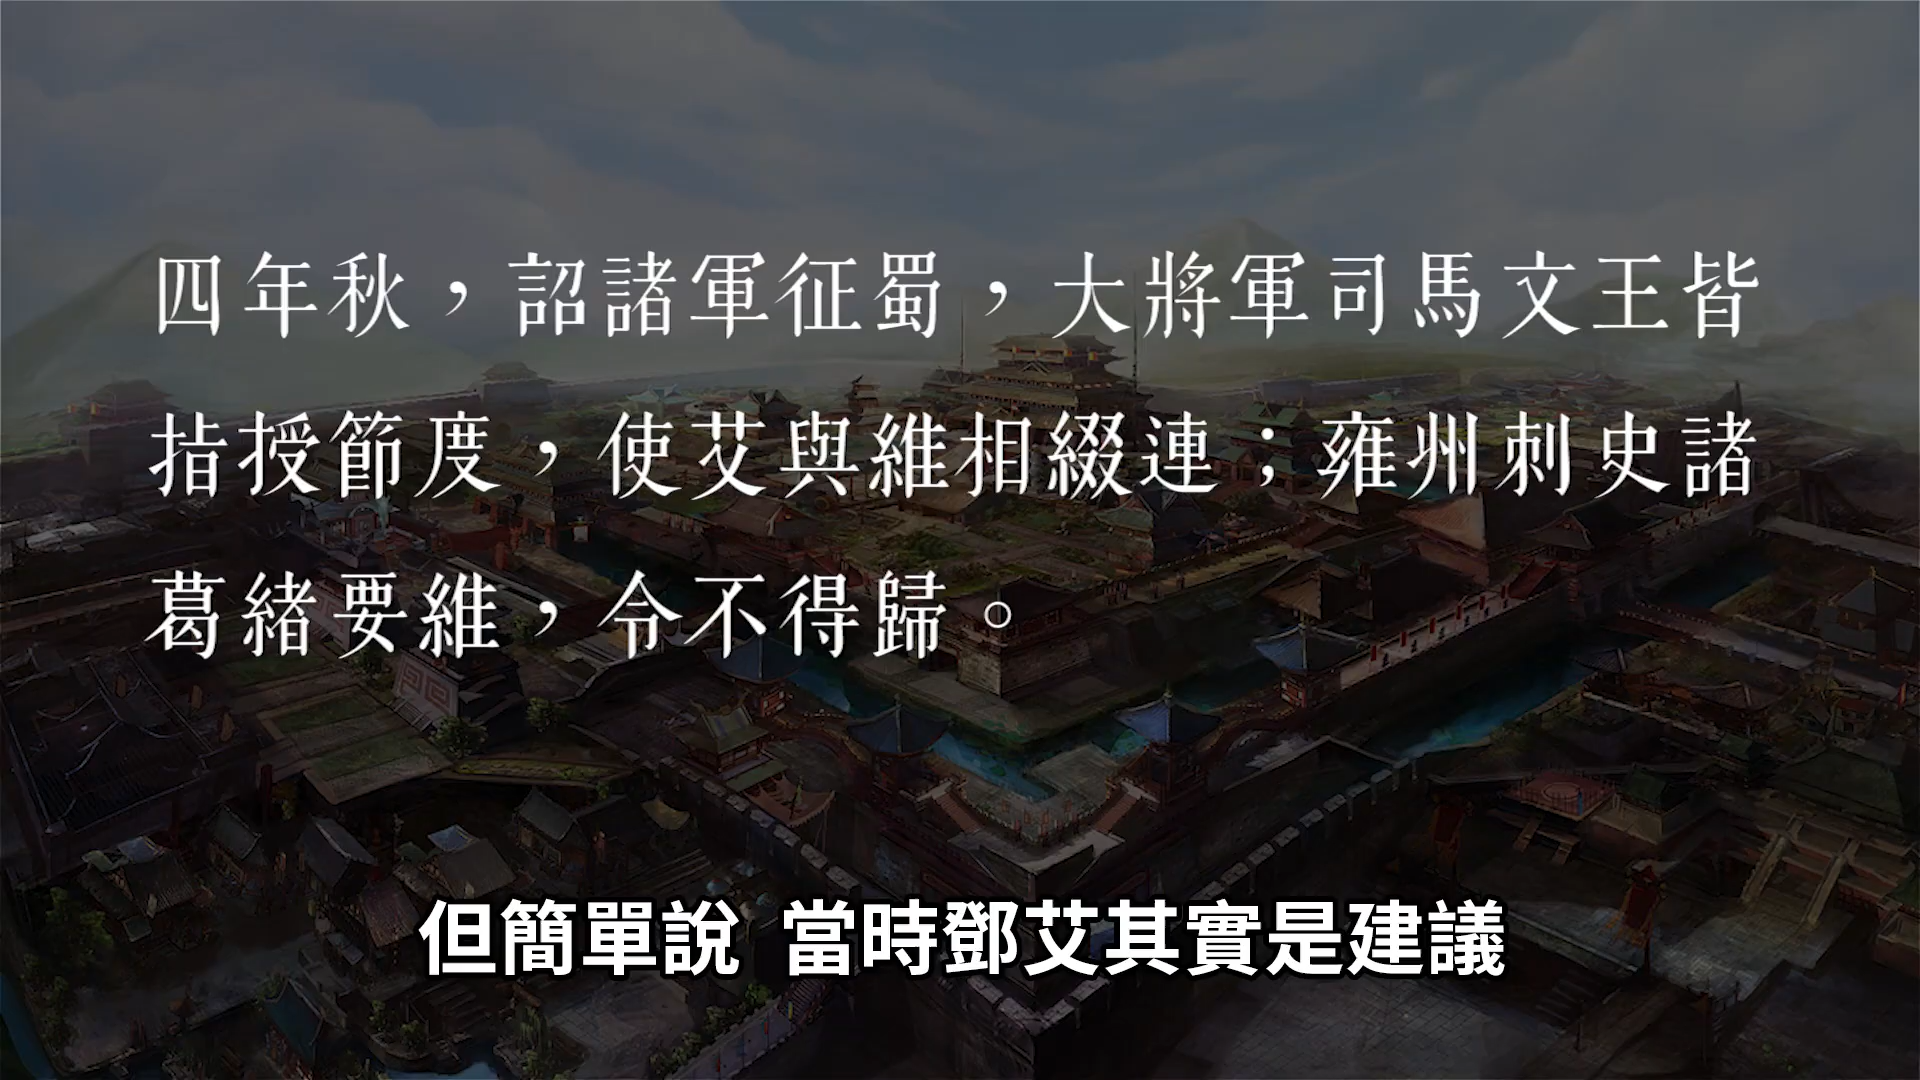 四年秋，詔諸軍征蜀，大將軍司馬文王皆
指授節度，使艾與維相綴連；雍州刺史諸
葛緒要維，令不得歸。
但簡單說 當時鄧艾其實是建議